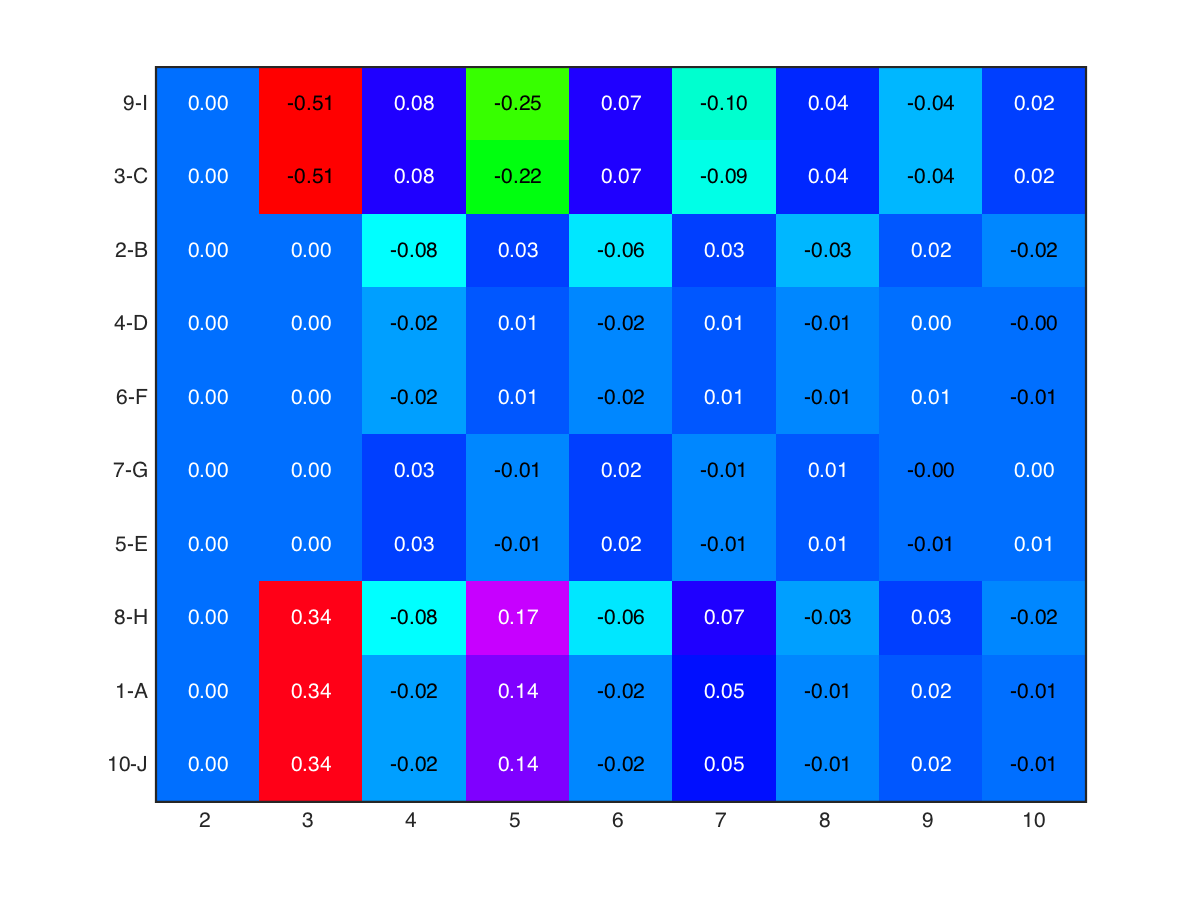 9-I 0.00 -0.51 0.08 -0.25 0.07 -0.10 0.04 -0.04 0.02
3-C 0.00 -0.51 0.08 -0.22 0.07 -0.09 0.04 -0.04 0.02
2-B 0.00 0.00 -0.08 0.03 -0.06 0.03 -0.03 0.02 -0.02
4-D 0.00 0.00 -0.02 0.01 -0.02 0.01 -0.01 0.00 -0.00
6-F 0.00 0.00 -0.02 0.01 -0.02 0.01 -0.01 0.01 -0.01
7-G 0.00 0.00 0.03 -0.01 0.02 -0.01 0.01 -0.00 0.00
5-E 0.00 0.00 0.03 -0.01 0.02 -0.01 0.01 -0.01 0.01
8-H 0.00 0.34 -0.08 0.17 -0.06 0.07 -0.03 0.03 -0.02
1-A 0.00 0.34 -0.02 0.14 -0.02 0.05 -0.01 0.02 -0.01
10-J 0.00 0.34 -0.02 0.14 -0.02 0.05 -0.01 0.02 -0.01
2 3 4 5 6 7 8 9 10